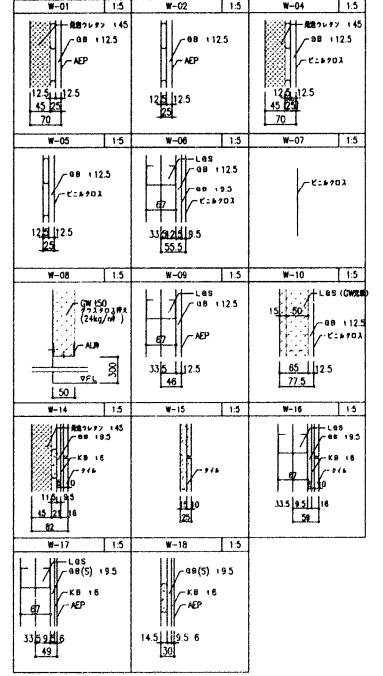 W-01 1:5
発泡ウレタン t45
GB t12.5
AEP
12.5 12.5
45 25
70
W-02 1:5
GB t12.5
AEP
12.5 12.5
25
W-04 1:5
発泡ウレタン t45
GB t12.5
ビニルクロス
12.5 12.5
45 25
70
W-05 1:5
GB t12.5
ビニルクロス
12.5 12.5
25
W-06 1:5
LGS
GB t12.5
GB t9.5
ビニルクロス
67
33.5 12.5 9.5
55.5
W-07 1:5
ビニルクロス
W-08 1:5
GW t50
ガラスクロス押え
(24kg/㎥)
AL枠
300
▽FL
50
W-09 1:5
LGS
GB t12.5
AEP
67
33.5 12.5
46
W-10 1:5
LGS (GW充填)
15 50
GB t12.5
ビニルクロス
65 12.5
77.5
W-14 1:5
発泡ウレタン t45
GB t9.5
KB t6
タイル
10
11.5 9.5
45 21 16
82
W-15 1:5
タイル
15 10
25
W-16 1:5
LGS
GB t9.5
KB t6
タイル
67
10
33.5 9.5 16
59
W-17 1:5
LGS
GB(S) t9.5
KB t6
AEP
67
33.5 9.5 6
49
W-18 1:5
GB(S) t9.5
KB t6
AEP
14.5 9.5 6
30